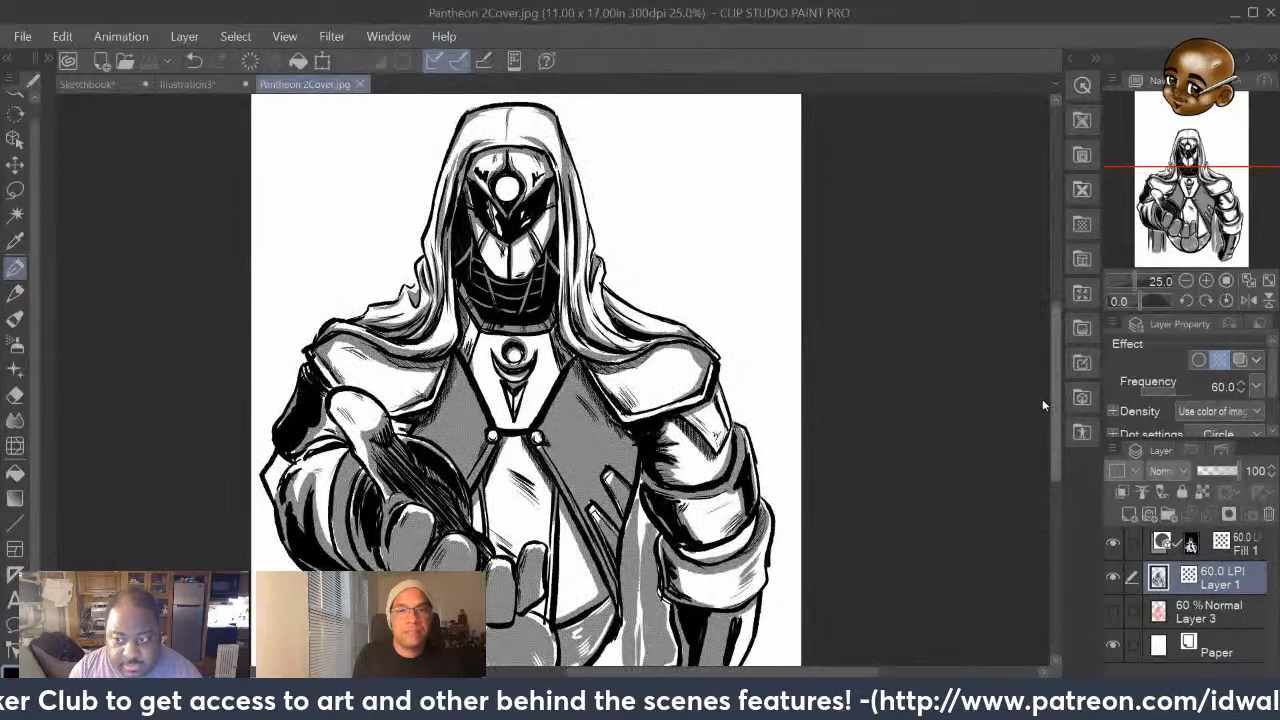 Pantheon 2Cover.jpg (11.00 x 17.00in 300dpi 25.0%) - CLIP STUDIO PAINT PRO
File Edit Animation Layer Select View Filter Window Help
Sketchbook* Illustration3* Pantheon 2Cover.jpg
25.0
0.0
Layer Property
Effect
Frequency 60.0
Density Use color of imag
Dot settings Circle
Layer
Norm 100
60.0 LP
Fill 1
60.0 LPI
Layer 1
60 % Normal
Layer 3
Paper
ker Club to get access to art and other behind the scenes features! -(http://www.patreon.com/idwal